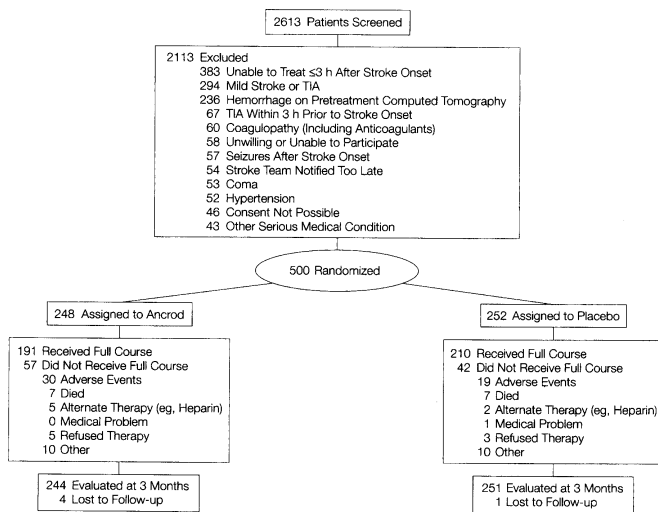 2613 Patients Screened
2113 Excluded
383 Unable to Treat ≤3 h After Stroke Onset
294 Mild Stroke or TIA
236 Hemorrhage on Pretreatment Computed Tomography
67 TIA Within 3 h Prior to Stroke Onset
60 Coagulopathy (Including Anticoagulants)
58 Unwilling or Unable to Participate
57 Seizures After Stroke Onset
54 Stroke Team Notified Too Late
53 Coma
52 Hypertension
46 Consent Not Possible
43 Other Serious Medical Condition
500 Randomized
248 Assigned to Ancrod
191 Received Full Course
57 Did Not Receive Full Course
30 Adverse Events
7 Died
5 Alternate Therapy (eg, Heparin)
0 Medical Problem
5 Refused Therapy
10 Other
244 Evaluated at 3 Months
4 Lost to Follow-up
252 Assigned to Placebo
210 Received Full Course
42 Did Not Receive Full Course
19 Adverse Events
7 Died
2 Alternate Therapy (eg, Heparin)
1 Medical Problem
3 Refused Therapy
10 Other
251 Evaluated at 3 Months
1 Lost to Follow-up